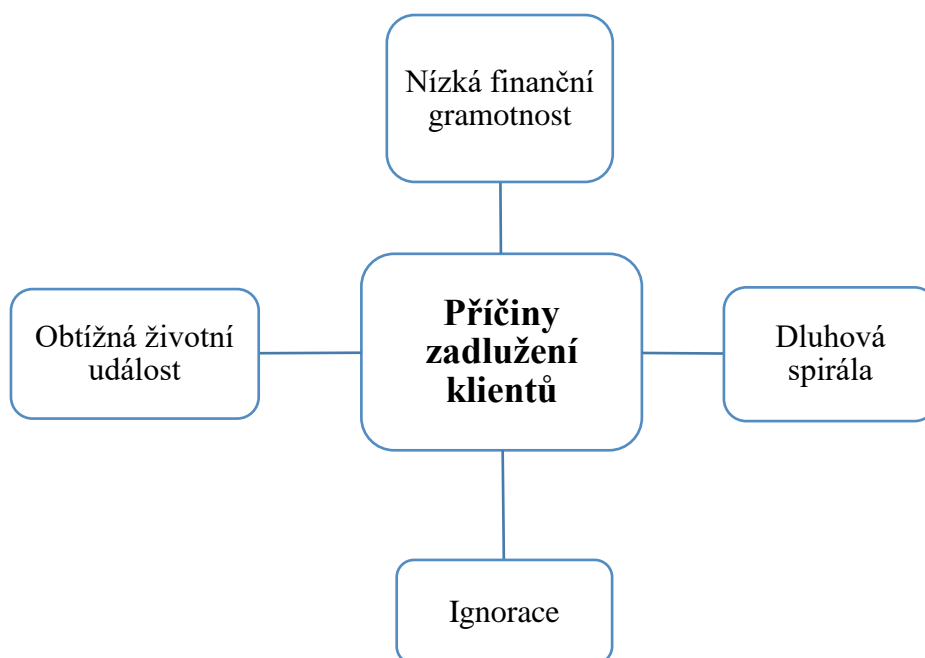 Nízká finanční
gramotnost
Obtížná životní
událost
Příčiny
zadlužení
klientů
Dluhová
spirála
Ignorace